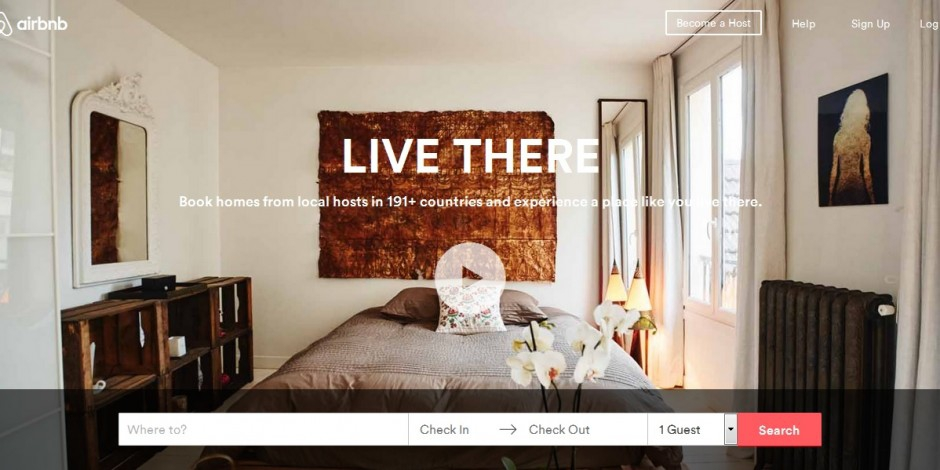 airbnb
Become a Host
Help
Sign Up
Log
LIVE THERE
Book homes from local hosts in 191+ countries and experience a place like you live there.
Where to?
Check In
Check Out
1 Guest
Search